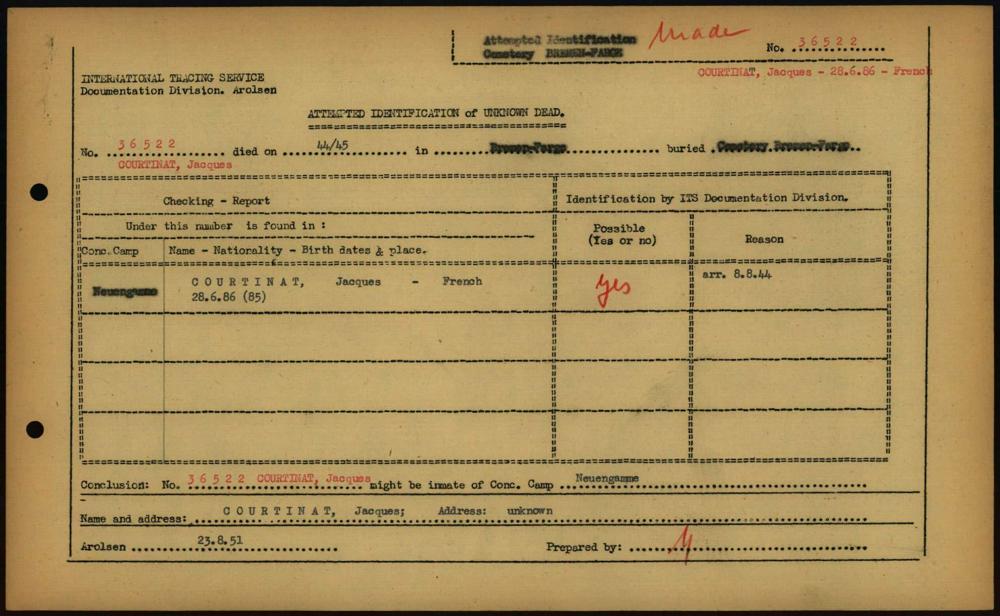 Attempted Identification Made
Cemetery BREMEN-FARGE
No. 36522
COURTINAT, Jacques - 28.6.86 - French
INTERNATIONAL TRACING SERVICE
Documentation Division. Arolsen
ATTEMPTED IDENTIFICATION of UNKNOWN DEAD.
No. 36522 died on 44/45 in Bremen-Farge buried Cemetery Bremen-Farge
COURTINAT, Jacques
Checking - Report
Identification by ITS Documentation Division.
Under this number is found in :
Possible
(Yes or no)
Reason
Conc.Camp Name - Nationality - Birth dates & place.
Neuengamme
COURTINAT, Jacques - French
28.6.86 (85)
yes
arr. 8.8.44
Conclusion: No. 36522 COURTINAT, Jacques might be inmate of Conc. Camp Neuengamme
Name and address: COURTINAT, Jacques; Address: unknown
Arolsen 23.8.51 Prepared by: